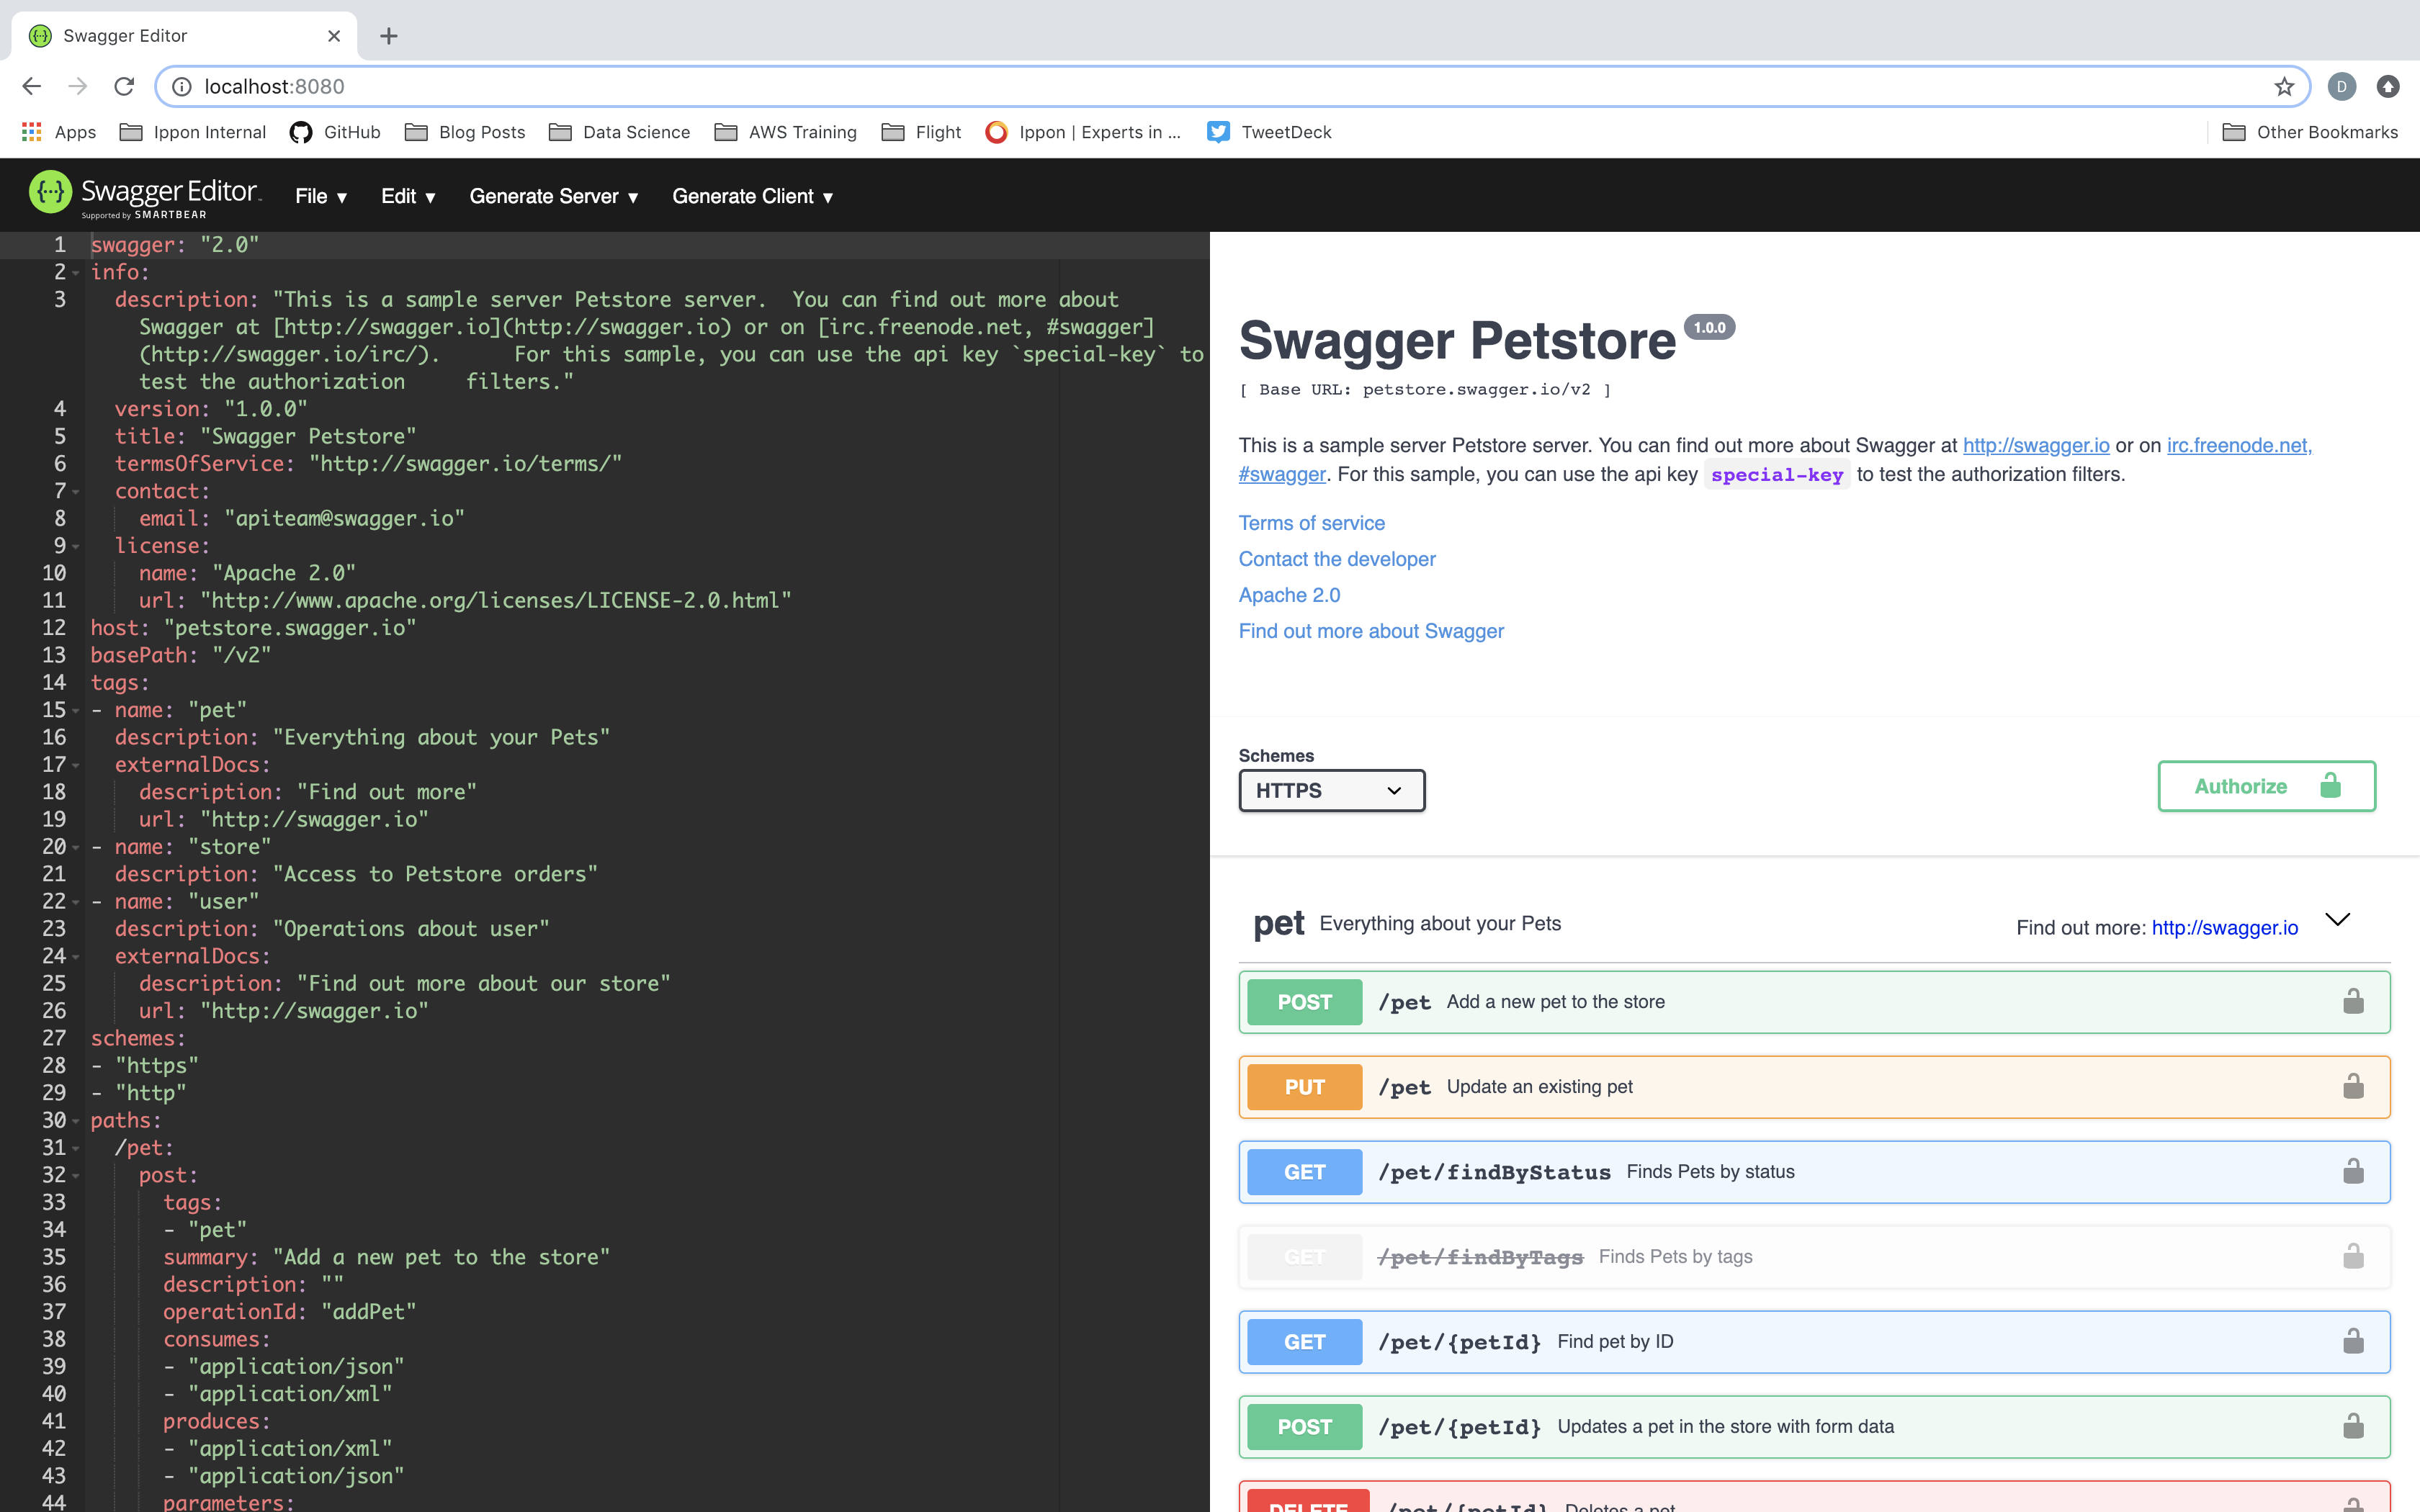 Swagger Editor
localhost:8080
D
Apps
Ippon Internal
GitHub
Blog Posts
Data Science
AWS Training
Flight
Ippon | Experts in ...
TweetDeck
Other Bookmarks
Swagger Editor
Supported by SMARTBEAR
File ▾
Edit ▾
Generate Server ▾
Generate Client ▾
1 swagger: "2.0"
2 info:
3   description: "This is a sample server Petstore server.  You can find out more about
    Swagger at [http://swagger.io](http://swagger.io) or on [irc.freenode.net, #swagger]
    (http://swagger.io/irc/).      For this sample, you can use the api key `special-key` to
    test the authorization     filters."
4   version: "1.0.0"
5   title: "Swagger Petstore"
6   termsOfService: "http://swagger.io/terms/"
7   contact:
8     email: "apiteam@swagger.io"
9   license:
10     name: "Apache 2.0"
11     url: "http://www.apache.org/licenses/LICENSE-2.0.html"
12 host: "petstore.swagger.io"
13 basePath: "/v2"
14 tags:
15 - name: "pet"
16   description: "Everything about your Pets"
17   externalDocs:
18     description: "Find out more"
19     url: "http://swagger.io"
20 - name: "store"
21   description: "Access to Petstore orders"
22 - name: "user"
23   description: "Operations about user"
24   externalDocs:
25     description: "Find out more about our store"
26     url: "http://swagger.io"
27 schemes:
28 - "https"
29 - "http"
30 paths:
31   /pet:
32     post:
33       tags:
34       - "pet"
35       summary: "Add a new pet to the store"
36       description: ""
37       operationId: "addPet"
38       consumes:
39       - "application/json"
40       - "application/xml"
41       produces:
42       - "application/xml"
43       - "application/json"
44       parameters:
Swagger Petstore 1.0.0
[ Base URL: petstore.swagger.io/v2 ]
This is a sample server Petstore server. You can find out more about Swagger at http://swagger.io or on irc.freenode.net,
#swagger. For this sample, you can use the api key special-key to test the authorization filters.
Terms of service
Contact the developer
Apache 2.0
Find out more about Swagger
Schemes
HTTPS
Authorize
pet Everything about your Pets
Find out more: http://swagger.io
POST /pet Add a new pet to the store
PUT /pet Update an existing pet
GET /pet/findByStatus Finds Pets by status
GET /pet/findByTags Finds Pets by tags
GET /pet/{petId} Find pet by ID
POST /pet/{petId} Updates a pet in the store with form data
DELETE /pet/{petId} Deletes a pet